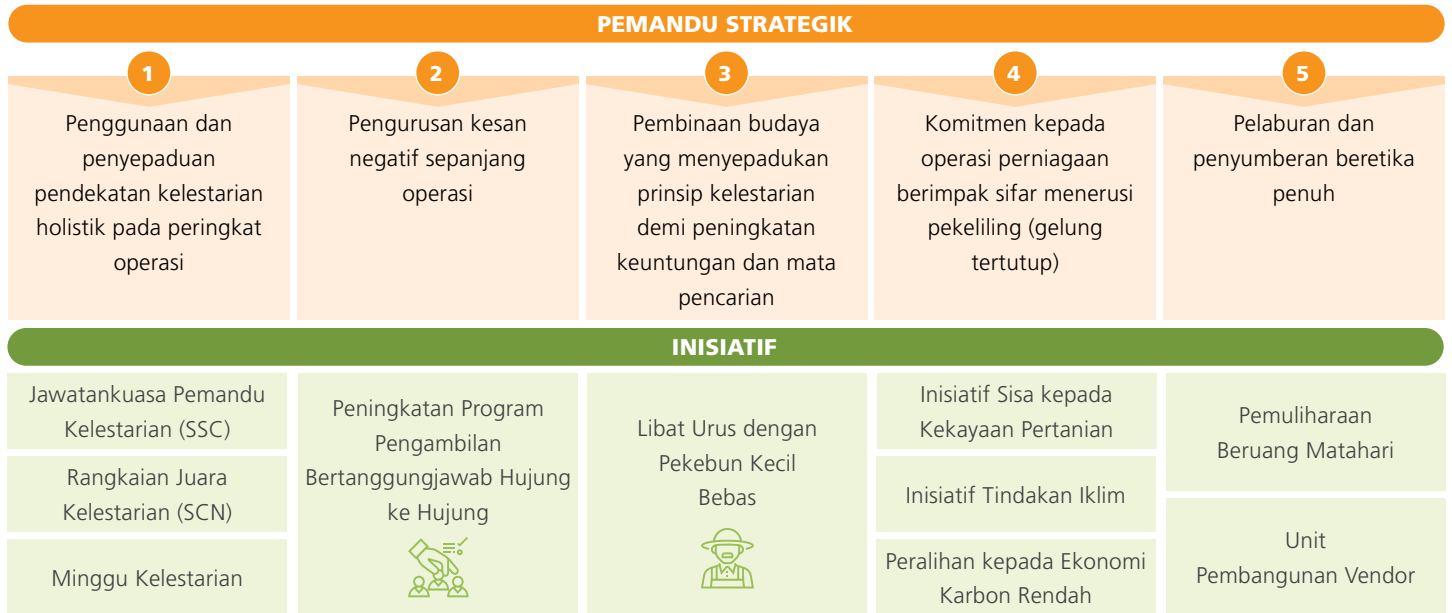 PEMANDU STRATEGIK
1
Penggunaan dan
penyepaduan
pendekatan kelestarian
holistik pada peringkat
operasi
2
Pengurusan kesan
negatif sepanjang
operasi
3
Pembinaan budaya
yang menyepadukan
prinsip kelestarian
demi peningkatan
keuntungan dan mata
pencarian
4
Komitmen kepada
operasi perniagaan
berimpak sifar menerusi
pekeliling (gelung
tertutup)
5
Pelaburan dan
penyumberan beretika
penuh
INISIATIF
Jawatankuasa Pemandu
Kelestarian (SSC)
Rangkaian Juara
Kelestarian (SCN)
Minggu Kelestarian
Peningkatan Program
Pengambilan
Bertanggungjawab Hujung
ke Hujung
Libat Urus dengan
Pekebun Kecil
Bebas
Inisiatif Sisa kepada
Kekayaan Pertanian
Inisiatif Tindakan Iklim
Peralihan kepada Ekonomi
Karbon Rendah
Pemuliharaan
Beruang Matahari
Unit
Pembangunan Vendor